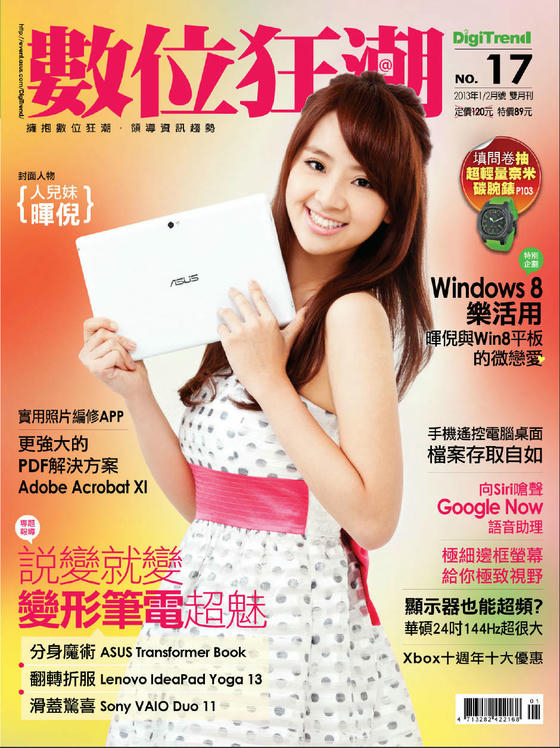 http://event.asus.com/DigiTrend/
數位狂潮
@
DigiTrend
NO. 17
2013年1/2月號 雙月刊
定價120元 特價89元
擁抱數位狂潮．領導資訊趨勢
封面人物
{人兒妹
暉倪}
填問卷抽
超輕量奈米
碳腕錶P103
特別
企劃
Windows 8
樂活用
暉倪與Win8平板
的微戀愛
ASUS
實用照片編修APP
更強大的
PDF解決方案
Adobe Acrobat XI
手機遙控電腦桌面
檔案存取自如
向Siri嗆聲
Google Now
語音助理
極細邊框螢幕
給你極致視野
顯示器也能超頻?
華碩24吋144Hz超很大
Xbox十週年十大優惠
專題
報導
說變就變
變形筆電超魅
分身魔術 ASUS Transformer Book
翻轉折服 Lenovo IdeaPad Yoga 13
滑蓋驚喜 Sony VAIO Duo 11
01
4 713282 422168